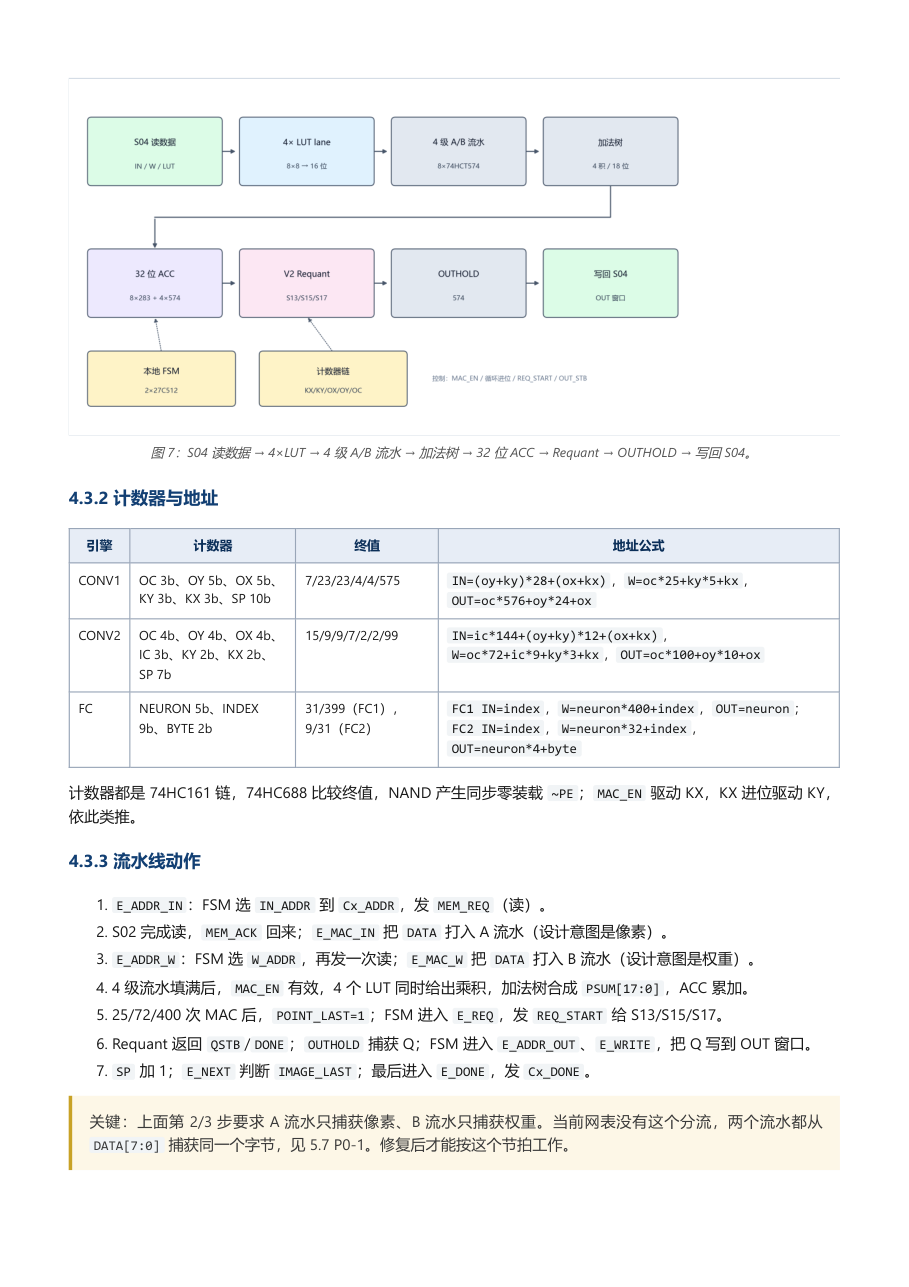 S04 读数据
IN / W / LUT
4× LUT lane
8×8 → 16 位
4 级 A/B 流水
8×74HCT574
加法树
4 积 / 18 位
32 位 ACC
8×283 + 4×574
V2 Requant
S13/S15/S17
OUTHOLD
574
写回 S04
OUT 窗口
本地 FSM
2×27C512
计数器链
KX/KY/OX/OY/OC
控制：MAC_EN / 循环进位 / REQ_START / OUT_STB
图 7：S04 读数据 → 4×LUT → 4 级 A/B 流水 → 加法树 → 32 位 ACC → Requant → OUTHOLD → 写回 S04。
4.3.2 计数器与地址
引擎 计数器 终值 地址公式
CONV1
OC 3b、OY 5b、OX 5b、
KY 3b、KX 3b、SP 10b
7/23/23/4/4/575
IN=(oy+ky)*28+(ox+kx)，W=oc*25+ky*5+kx，
OUT=oc*576+oy*24+ox
CONV2
OC 4b、OY 4b、OX 4b、
IC 3b、KY 2b、KX 2b、
SP 7b
15/9/9/7/2/2/99
IN=ic*144+(oy+ky)*12+(ox+kx)，
W=oc*72+ic*9+ky*3+kx，OUT=oc*100+oy*10+ox
FC
NEURON 5b、INDEX
9b、BYTE 2b
31/399（FC1），
9/31（FC2）
FC1 IN=index，W=neuron*400+index，OUT=neuron；
FC2 IN=index，W=neuron*32+index，
OUT=neuron*4+byte
计数器都是 74HC161 链，74HC688 比较终值，NAND 产生同步零装载 ~PE；MAC_EN 驱动 KX，KX 进位驱动 KY，
依此类推。
4.3.3 流水线动作
1. E_ADDR_IN：FSM 选 IN_ADDR 到 Cx_ADDR，发 MEM_REQ（读）。
2. S02 完成读，MEM_ACK 回来；E_MAC_IN 把 DATA 打入 A 流水（设计意图是像素）。
3. E_ADDR_W：FSM 选 W_ADDR，再发一次读；E_MAC_W 把 DATA 打入 B 流水（设计意图是权重）。
4. 4 级流水填满后，MAC_EN 有效，4 个 LUT 同时给出乘积，加法树合成 PSUM[17:0]，ACC 累加。
5. 25/72/400 次 MAC 后，POINT_LAST=1；FSM 进入 E_REQ，发 REQ_START 给 S13/S15/S17。
6. Requant 返回 QSTB / DONE；OUTHOLD 捕获 Q；FSM 进入 E_ADDR_OUT、E_WRITE，把 Q 写到 OUT 窗口。
7. SP 加 1；E_NEXT 判断 IMAGE_LAST；最后进入 E_DONE，发 Cx_DONE。
关键：上面第 2/3 步要求 A 流水只捕获像素、B 流水只捕获权重。当前网表没有这个分流，两个流水都从
DATA[7:0] 捕获同一个字节，见 5.7 P0-1。修复后才能按这个节拍工作。